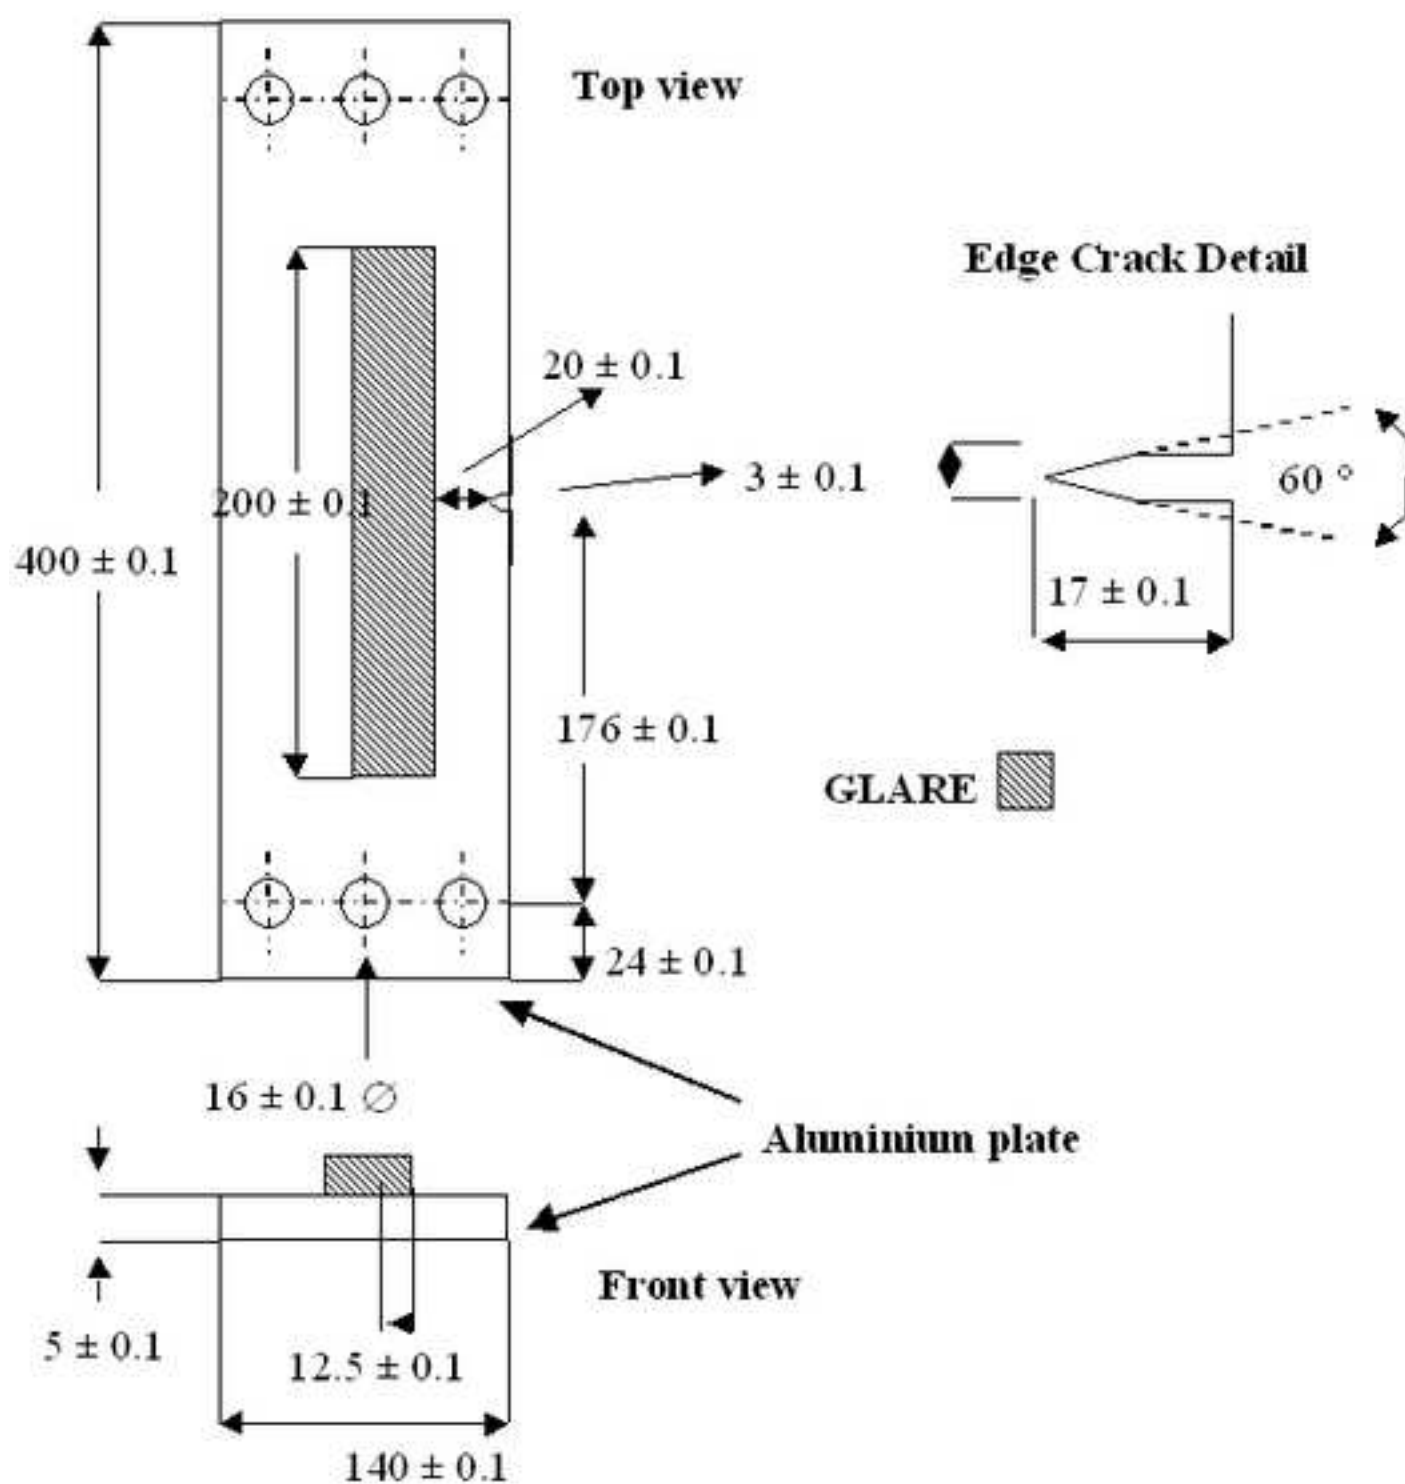 Top view
Edge Crack Detail
20 ± 0.1
3 ± 0.1
60 °
200 ± 0.1
400 ± 0.1
17 ± 0.1
176 ± 0.1
GLARE
24 ± 0.1
16 ± 0.1 ∅
Aluminium plate
Front view
5 ± 0.1
12.5 ± 0.1
140 ± 0.1